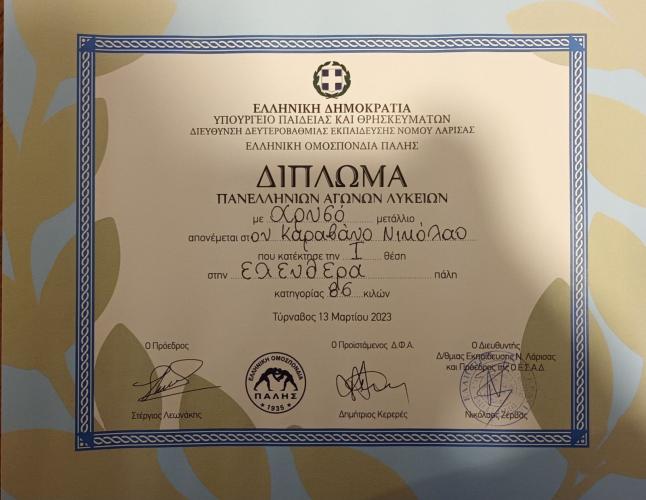 ΕΛΛΗΝΙΚΗ ΔΗΜΟΚΡΑΤΙΑ
ΥΠΟΥΡΓΕΙΟ ΠΑΙΔΕΙΑΣ ΚΑΙ ΘΡΗΣΚΕΥΜΑΤΩΝ
ΔΙΕΥΘΥΝΣΗ ΔΕΥΤΕΡΟΒΑΘΜΙΑΣ ΕΚΠΑΙΔΕΥΣΗΣ ΝΟΜΟΥ ΛΑΡΙΣΑΣ
ΕΛΛΗΝΙΚΗ ΟΜΟΣΠΟΝΔΙΑ ΠΑΛΗΣ
ΔΙΠΛΩΜΑ
ΠΑΝΕΛΛΗΝΙΩΝ ΑΓΩΝΩΝ ΛΥΚΕΙΩΝ
με χρυσό μετάλλιο
απονέμεται στον Καραβάνο Νικόλαο
που κατέκτησε την I θέση
στην ελευθέρα πάλη
κατηγορίας 86 κιλών
Τύρναβος 13 Μαρτίου 2023
Ο Πρόεδρος
Στέργιος Λεωνάκης
ΕΛΛΗΝΙΚΗ ΟΜΟΣΠΟΝΔΙΑ
ΠΑΛΗΣ
1935
Ο Προϊστάμενος Δ.Φ.Α.
Δημήτριος Κερερές
Ο Διευθυντής
Δ/θμιας Εκπαίδευσης Ν. Λάρισας
και Πρόεδρος της Ο.Ε.Σ.Α.Δ.
Νικόλαος Ζέρβας